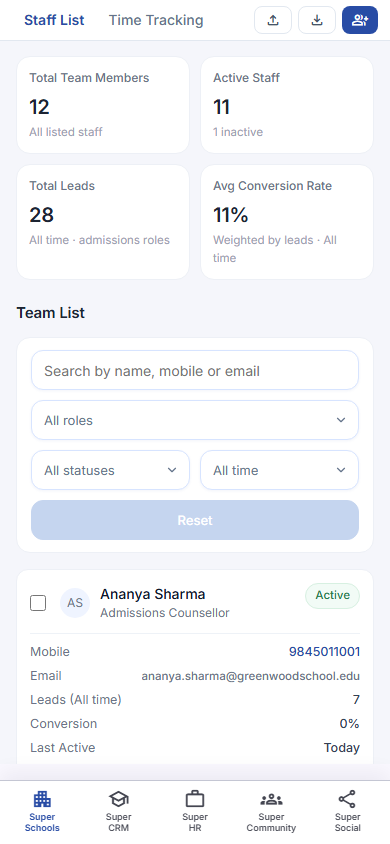 Staff List
Time Tracking
Total Team Members
12
All listed staff
Active Staff
11
1 inactive
Total Leads
28
All time · admissions roles
Avg Conversion Rate
11%
Weighted by leads · All
time
Team List
Search by name, mobile or email
All roles
All statuses
All time
Reset
AS
Ananya Sharma
Admissions Counsellor
Active
Mobile
9845011001
Email
ananya.sharma@greenwoodschool.edu
Leads (All time)
7
Conversion
0%
Last Active
Today
Super
Schools
Super
CRM
Super
HR
Super
Community
Super
Social